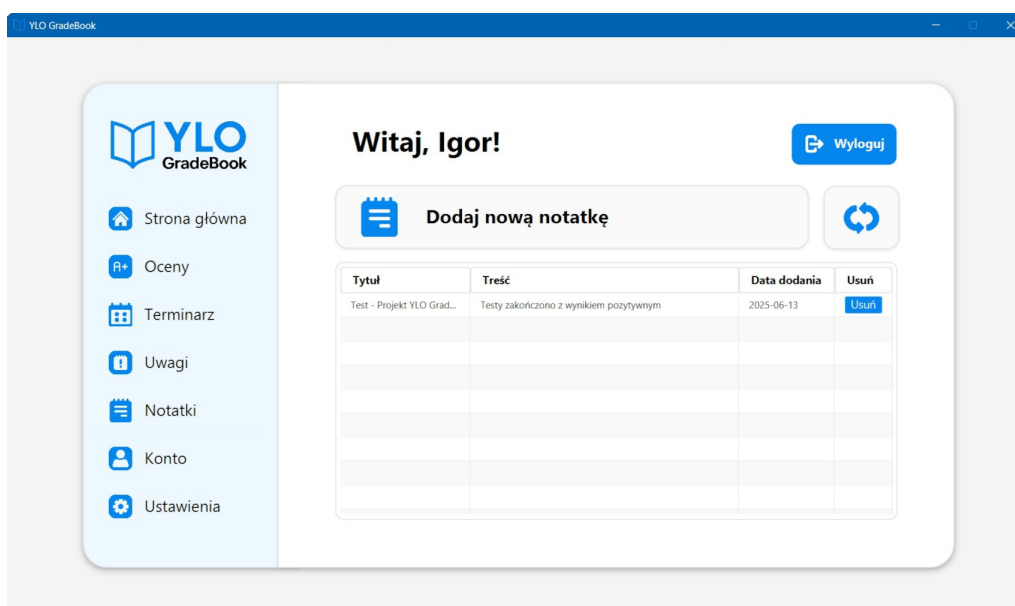 YLO GradeBook
YLO
GradeBook
Strona główna
A+ Oceny
Terminarz
Uwagi
Notatki
Konto
Ustawienia
Witaj, Igor!
Wyloguj
Dodaj nową notatkę
Tytuł Treść Data dodania Usuń
Test - Projekt YLO Grad... Testy zakończono z wynikiem pozytywnym 2025-06-13 Usuń